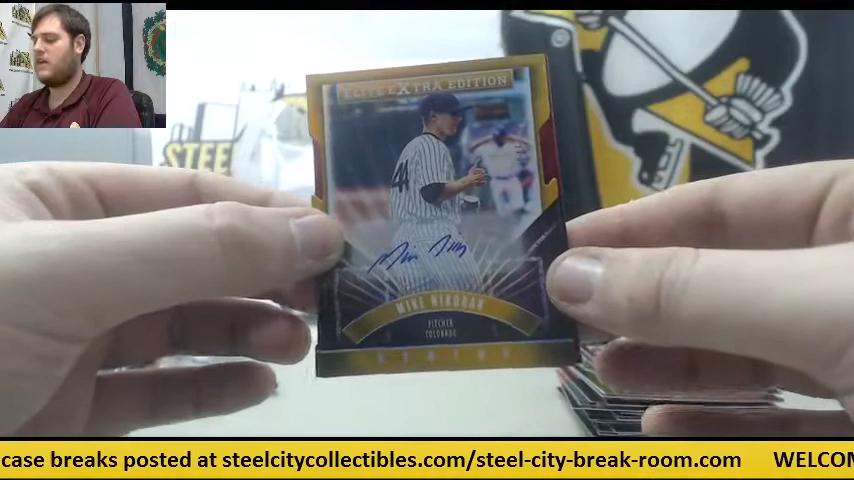 ELITE EXTRA EDITION
44
STEEL
MIKE NIKORAK
PITCHER
COLORADO
case breaks posted at steelcitycollectibles.com/steel-city-break-room.com WELCOM